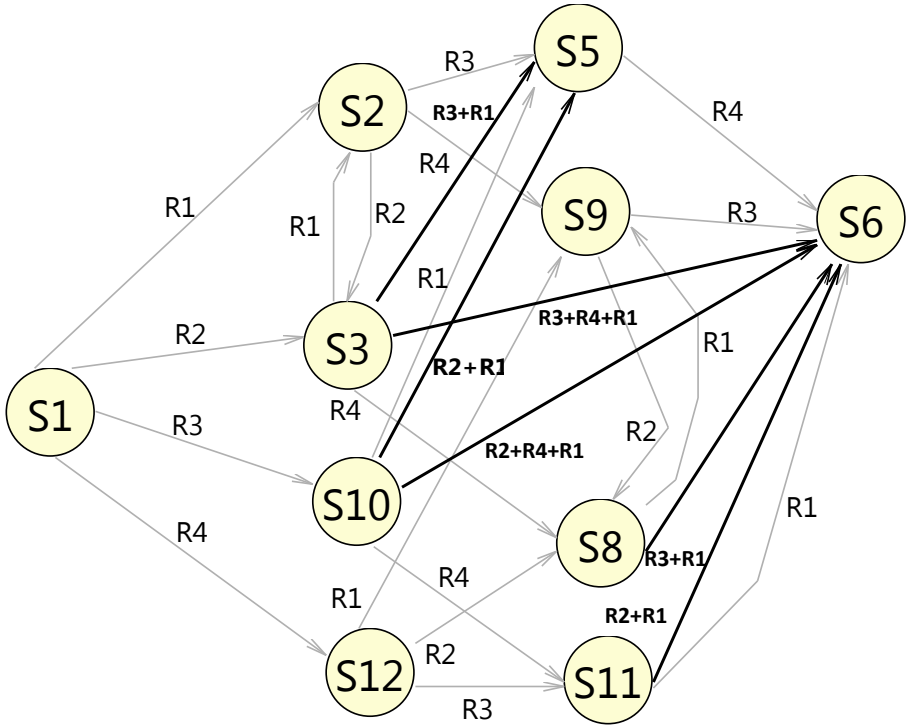 S5
R3
S2
R3+R1
R4
R4
R1
S9
R3
S6
R1
R2
R1
R3+R4+R1
R2
S3
R1
R2+R1
S1
R4
R3
R2
R2+R4+R1
S10
R1
R4
S8
R3+R1
R4
R1
R2+R1
R2
S12
S11
R3